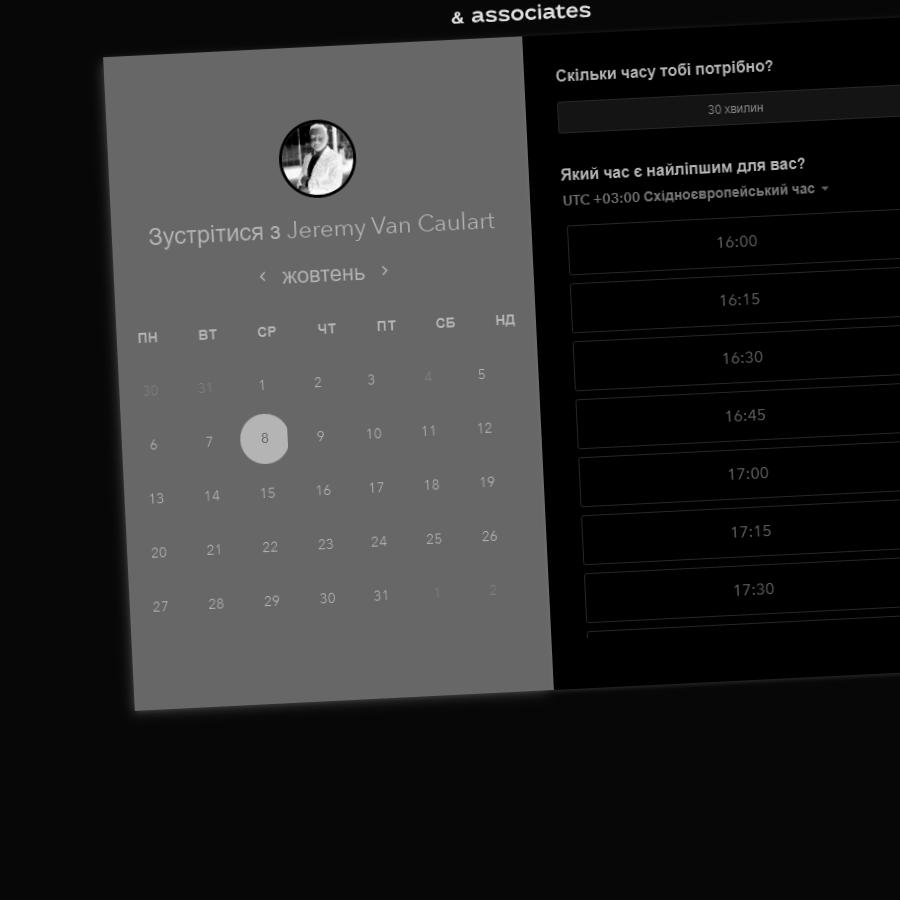 & associates
Зустрітися з Jeremy Van Caulart
жовтень
ПН ВТ СР ЧТ ПТ СБ НД
30 31 1 2 3 4 5
6 7 8 9 10 11 12
13 14 15 16 17 18 19
20 21 22 23 24 25 26
27 28 29 30 31 1 2
Скільки часу тобі потрібно?
30 хвилин
Який час є найліпшим для вас?
UTC +03:00 Східноєвропейський час
16:00
16:15
16:30
16:45
17:00
17:15
17:30